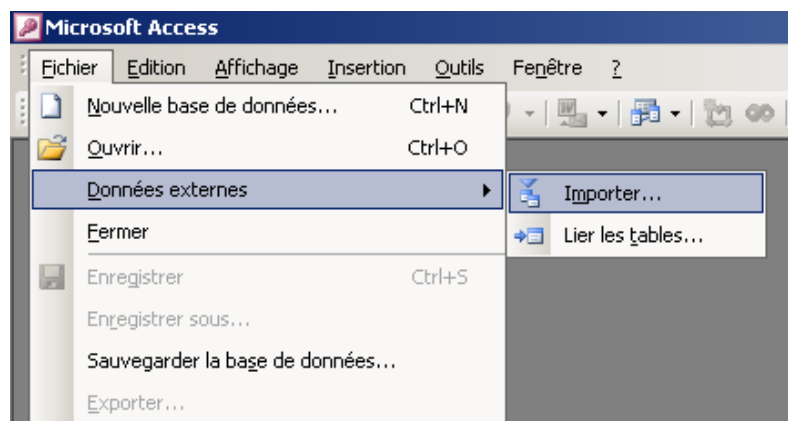 Microsoft Access
Fichier Edition Affichage Insertion Outils Fenêtre ?
Nouvelle base de données... Ctrl+N
Ouvrir... Ctrl+O
Données externes Importer...
Fermer Lier les tables...
Enregistrer Ctrl+S
Enregistrer sous...
Sauvegarder la base de données...
Exporter...